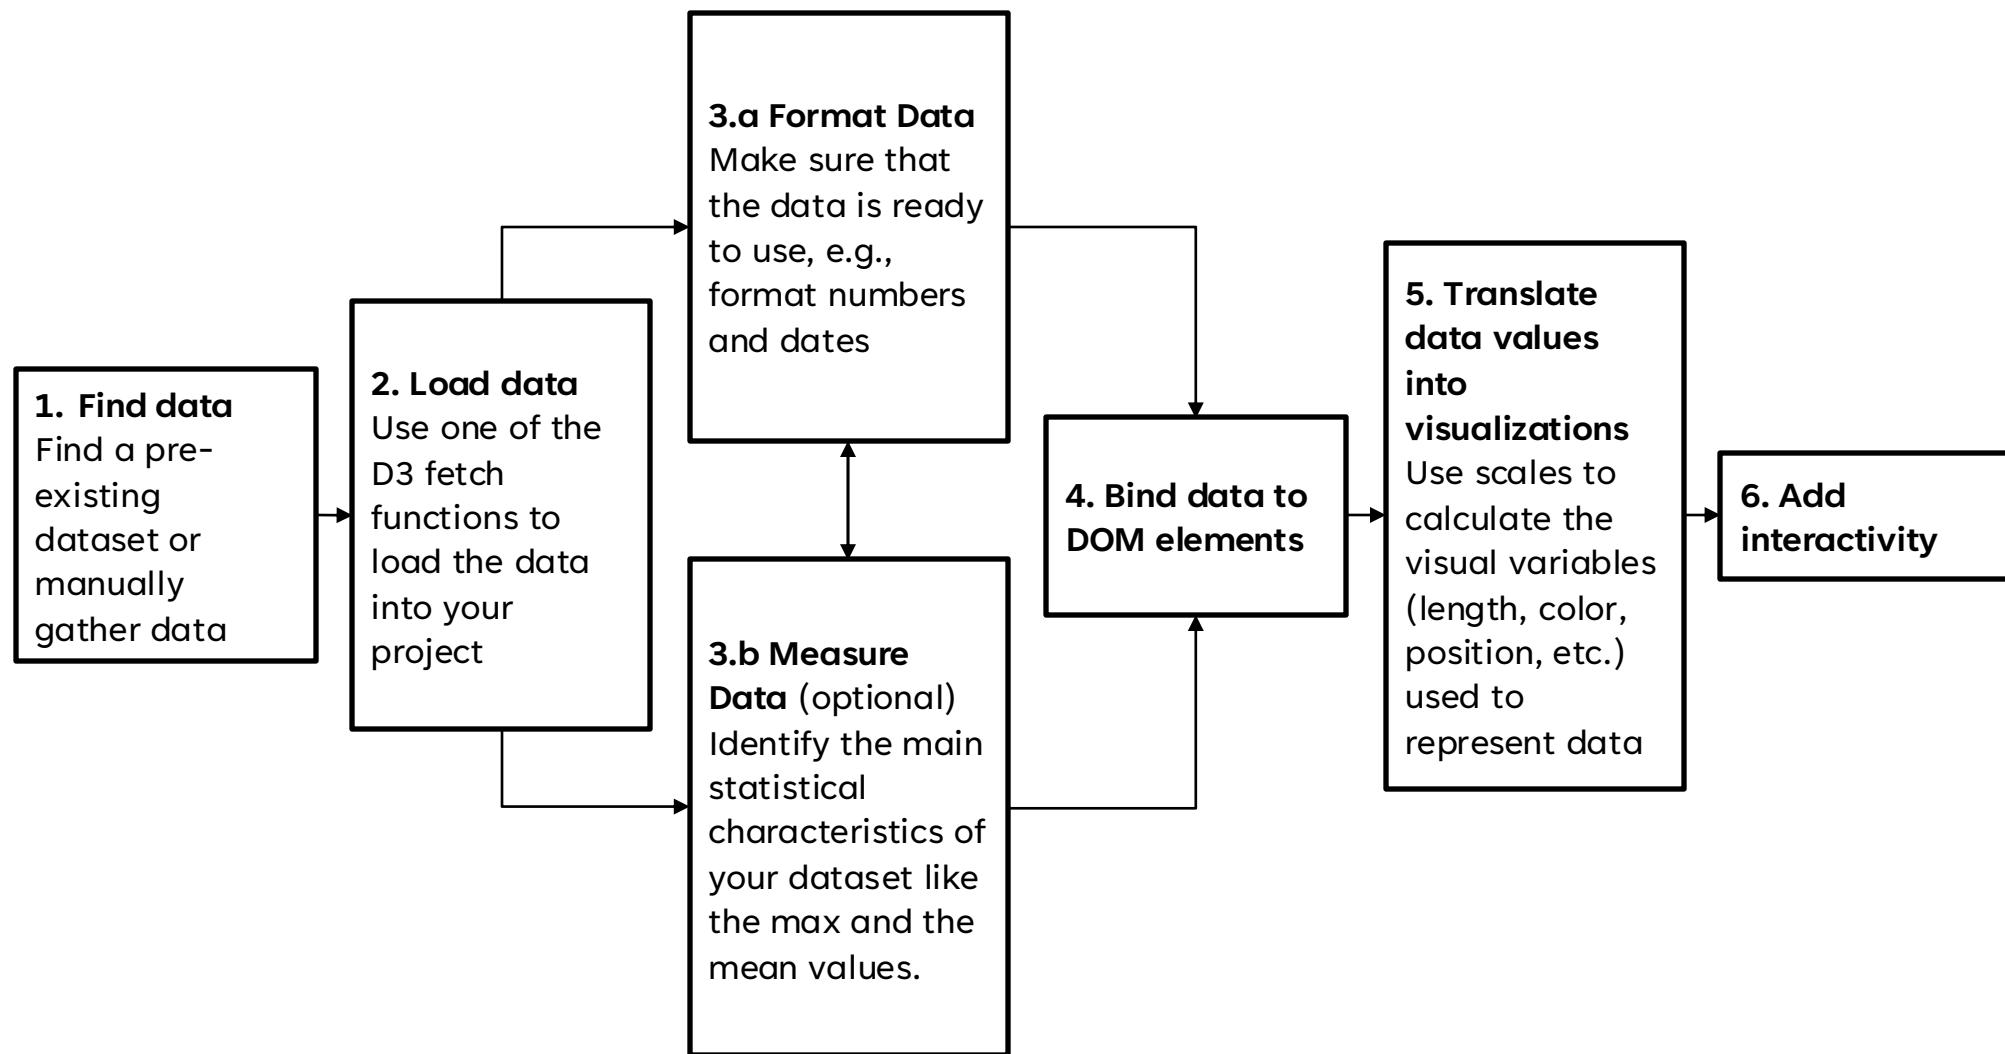 1. Find data
Find a pre-
existing
dataset or
manually
gather data
2. Load data
Use one of the
D3 fetch
functions to
load the data
into your
project
3.a Format Data
Make sure that
the data is ready
to use, e.g.,
format numbers
and dates
3.b Measure
Data (optional)
Identify the main
statistical
characteristics of
your dataset like
the max and the
mean values.
4. Bind data to
DOM elements
5. Translate
data values
into
visualizations
Use scales to
calculate the
visual variables
(length, color,
position, etc.)
used to
represent data
6. Add
interactivity